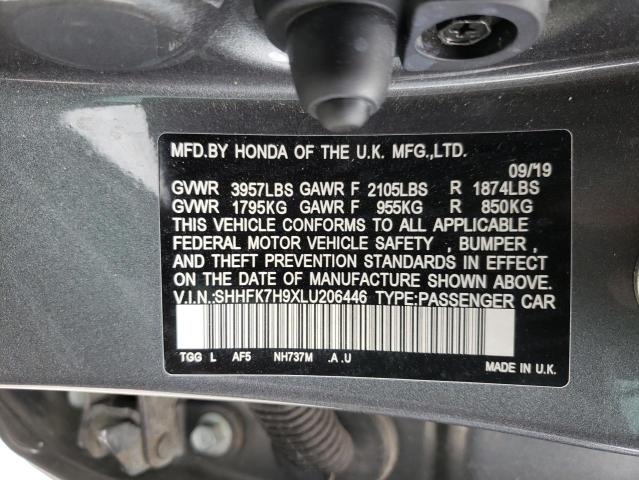 MFD.BY HONDA OF THE U.K. MFG.,LTD.
09/19
GVWR 3957LBS GAWR F 2105LBS R 1874LBS
GVWR 1795KG GAWR F 955KG R 850KG
THIS VEHICLE CONFORMS TO ALL APPLICABLE
FEDERAL MOTOR VEHICLE SAFETY , BUMPER ,
AND THEFT PREVENTION STANDARDS IN EFFECT
ON THE DATE OF MANUFACTURE SHOWN ABOVE.
V.I.N.:SHHFK7H9XLU206446 TYPE:PASSENGER CAR
TGG L AF5 NH737M .A .U
MADE IN U.K.